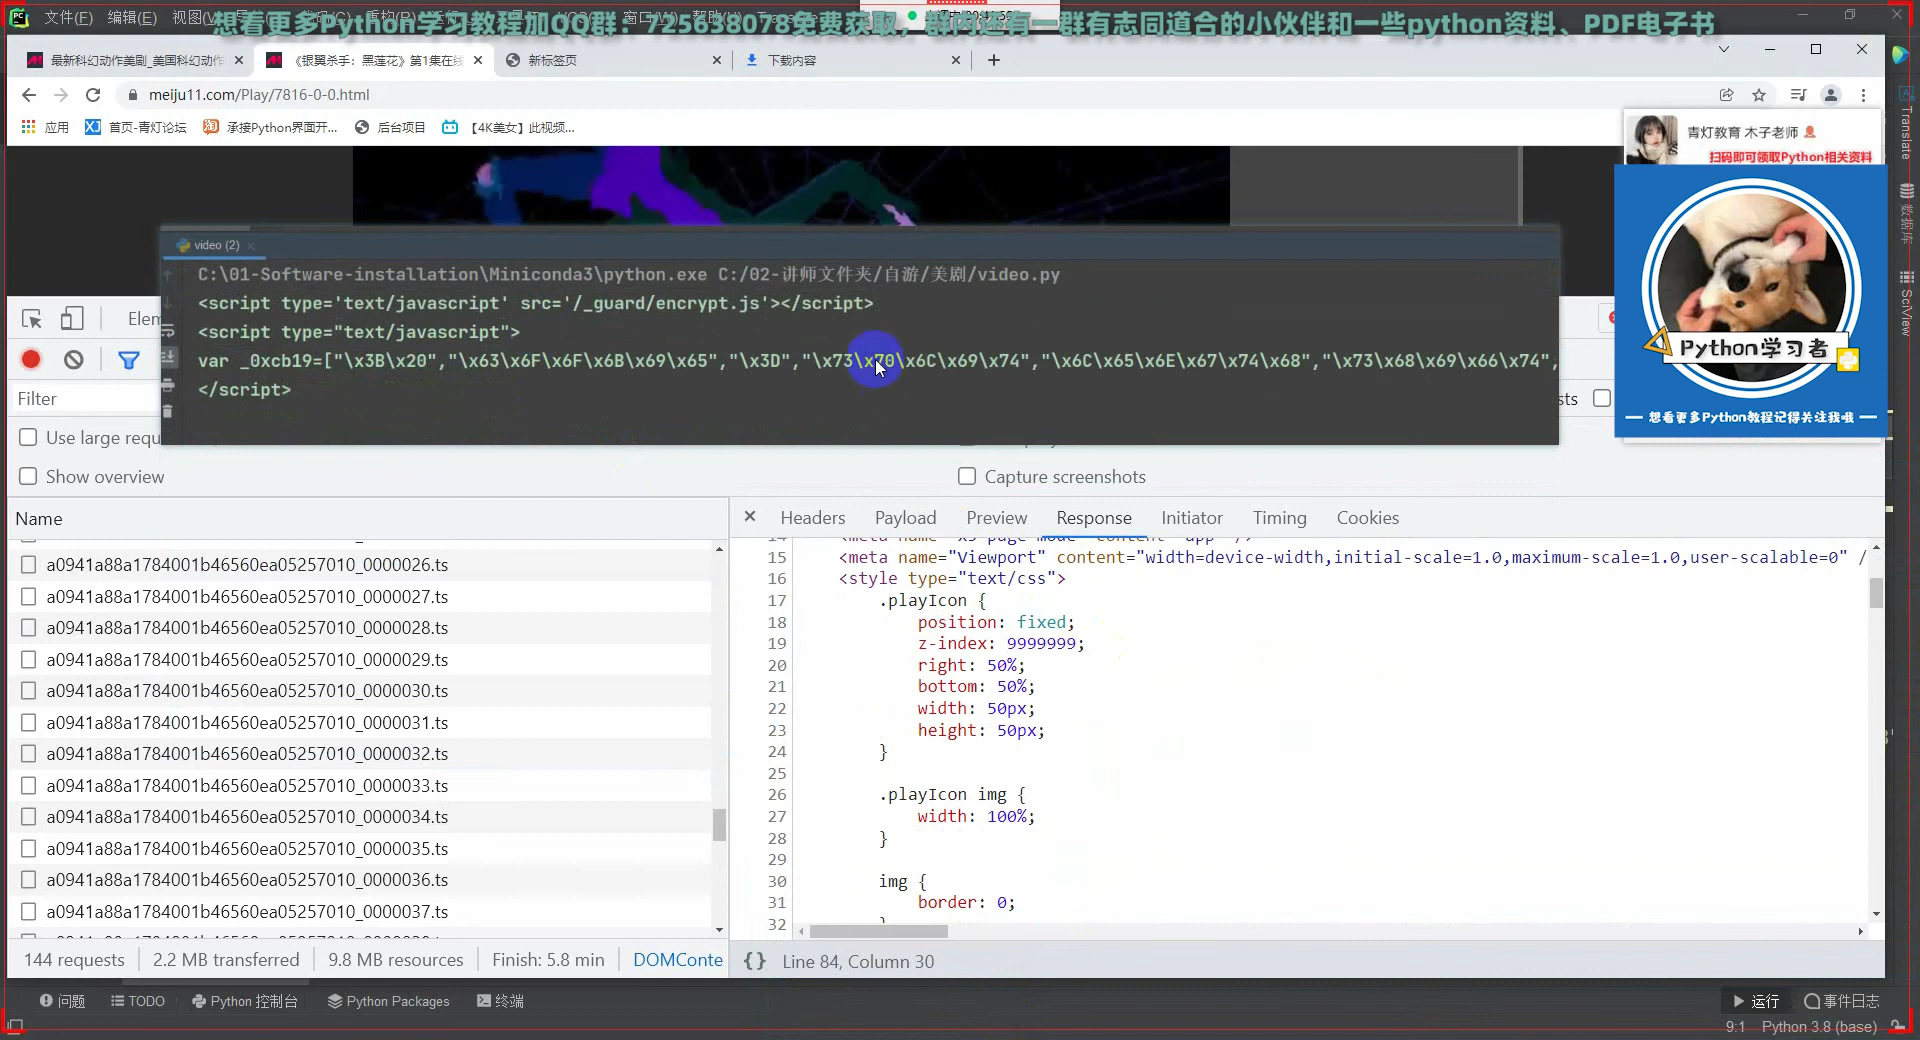 想看更多Python学习教程加QQ群：725638078免费获取，群内还有一群有志同道合的小伙伴和一些python资料、PDF电子书
文件(F) 编辑(E)
最新科幻动作美剧_美国科幻动作
《银翼杀手：黑莲花》第1集在线
新标签页
下载内容
meiju11.com/Play/7816-0-0.html
应用
首页-青灯论坛
承接Python界面开...
后台项目
【4K美女】此视频...
青灯教育 木子老师
扫码即可领取Python相关资料
Python学习者
想看更多Python教程记得关注我哦
Translate
数据库
SciView
video (2)
C:\01-Software-installation\Miniconda3\python.exe C:/02-讲师文件夹/自游/美剧/video.py
<script type='text/javascript' src='/_guard/encrypt.js'></script>
<script type="text/javascript">
var _0xcb19=["\x3B\x20","\x63\x6F\x6F\x6B\x69\x65","\x3D","\x73\x70\x6C\x69\x74","\x6C\x65\x6E\x67\x74\x68","\x73\x68\x69\x66\x74",
</script>
Elem
Filter
sts
Use large requ
Show overview
Capture screenshots
Name
a0941a88a1784001b46560ea05257010_0000026.ts
a0941a88a1784001b46560ea05257010_0000027.ts
a0941a88a1784001b46560ea05257010_0000028.ts
a0941a88a1784001b46560ea05257010_0000029.ts
a0941a88a1784001b46560ea05257010_0000030.ts
a0941a88a1784001b46560ea05257010_0000031.ts
a0941a88a1784001b46560ea05257010_0000032.ts
a0941a88a1784001b46560ea05257010_0000033.ts
a0941a88a1784001b46560ea05257010_0000034.ts
a0941a88a1784001b46560ea05257010_0000035.ts
a0941a88a1784001b46560ea05257010_0000036.ts
a0941a88a1784001b46560ea05257010_0000037.ts
144 requests
2.2 MB transferred
9.8 MB resources
Finish: 5.8 min
DOMConte
Headers
Payload
Preview
Response
Initiator
Timing
Cookies
15 <meta name="Viewport" content="width=device-width,initial-scale=1.0,maximum-scale=1.0,user-scalable=0" /
16 <style type="text/css">
17 .playIcon {
18 position: fixed;
19 z-index: 9999999;
20 right: 50%;
21 bottom: 50%;
22 width: 50px;
23 height: 50px;
24 }
25
26 .playIcon img {
27 width: 100%;
28 }
29
30 img {
31 border: 0;
32
{} Line 84, Column 30
问题
TODO
Python 控制台
Python Packages
终端
运行
事件日志
9:1 Python 3.8 (base)